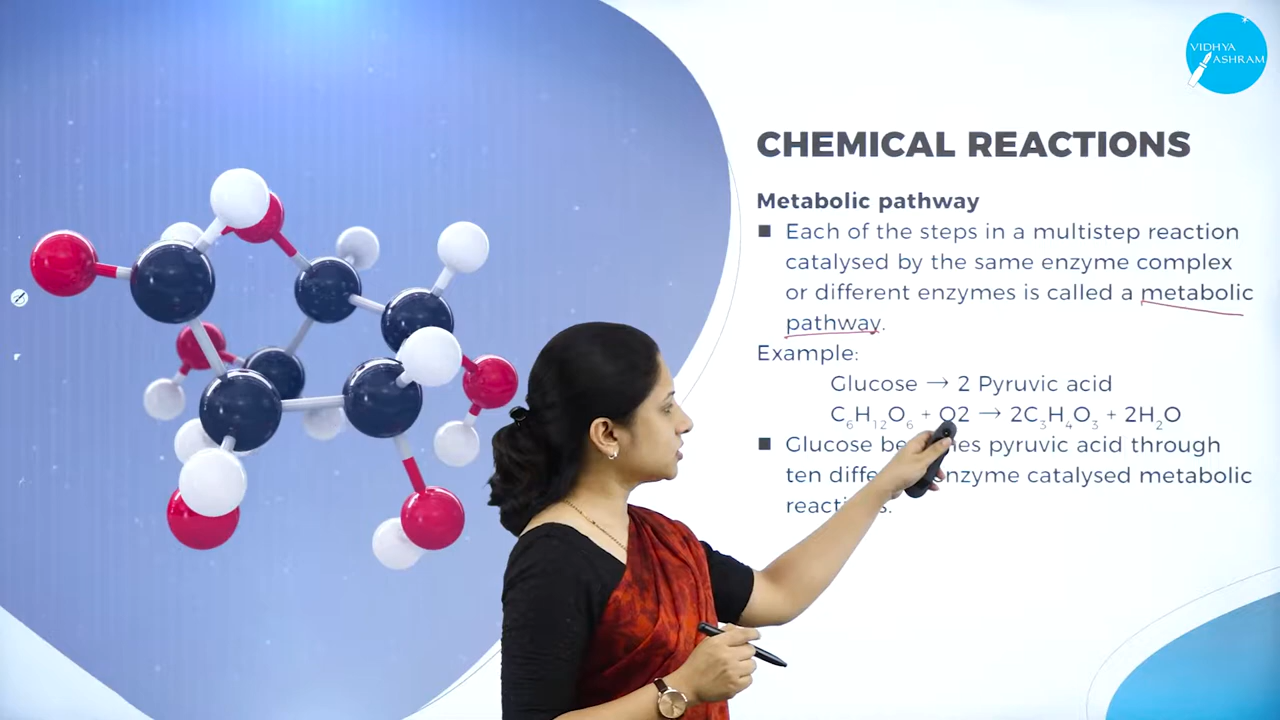 VIDHYA
ASHRAM
CHEMICAL REACTIONS
Metabolic pathway
■ Each of the steps in a multistep reaction
catalysed by the same enzyme complex
or different enzymes is called a metabolic
pathway.
Example:
Glucose → 2 Pyruvic acid
C₆H₁₂O₆ + O2 → 2C₃H₄O₃ + 2H₂O
■ Glucose pyruvic acid through
ten enzyme catalysed metabolic